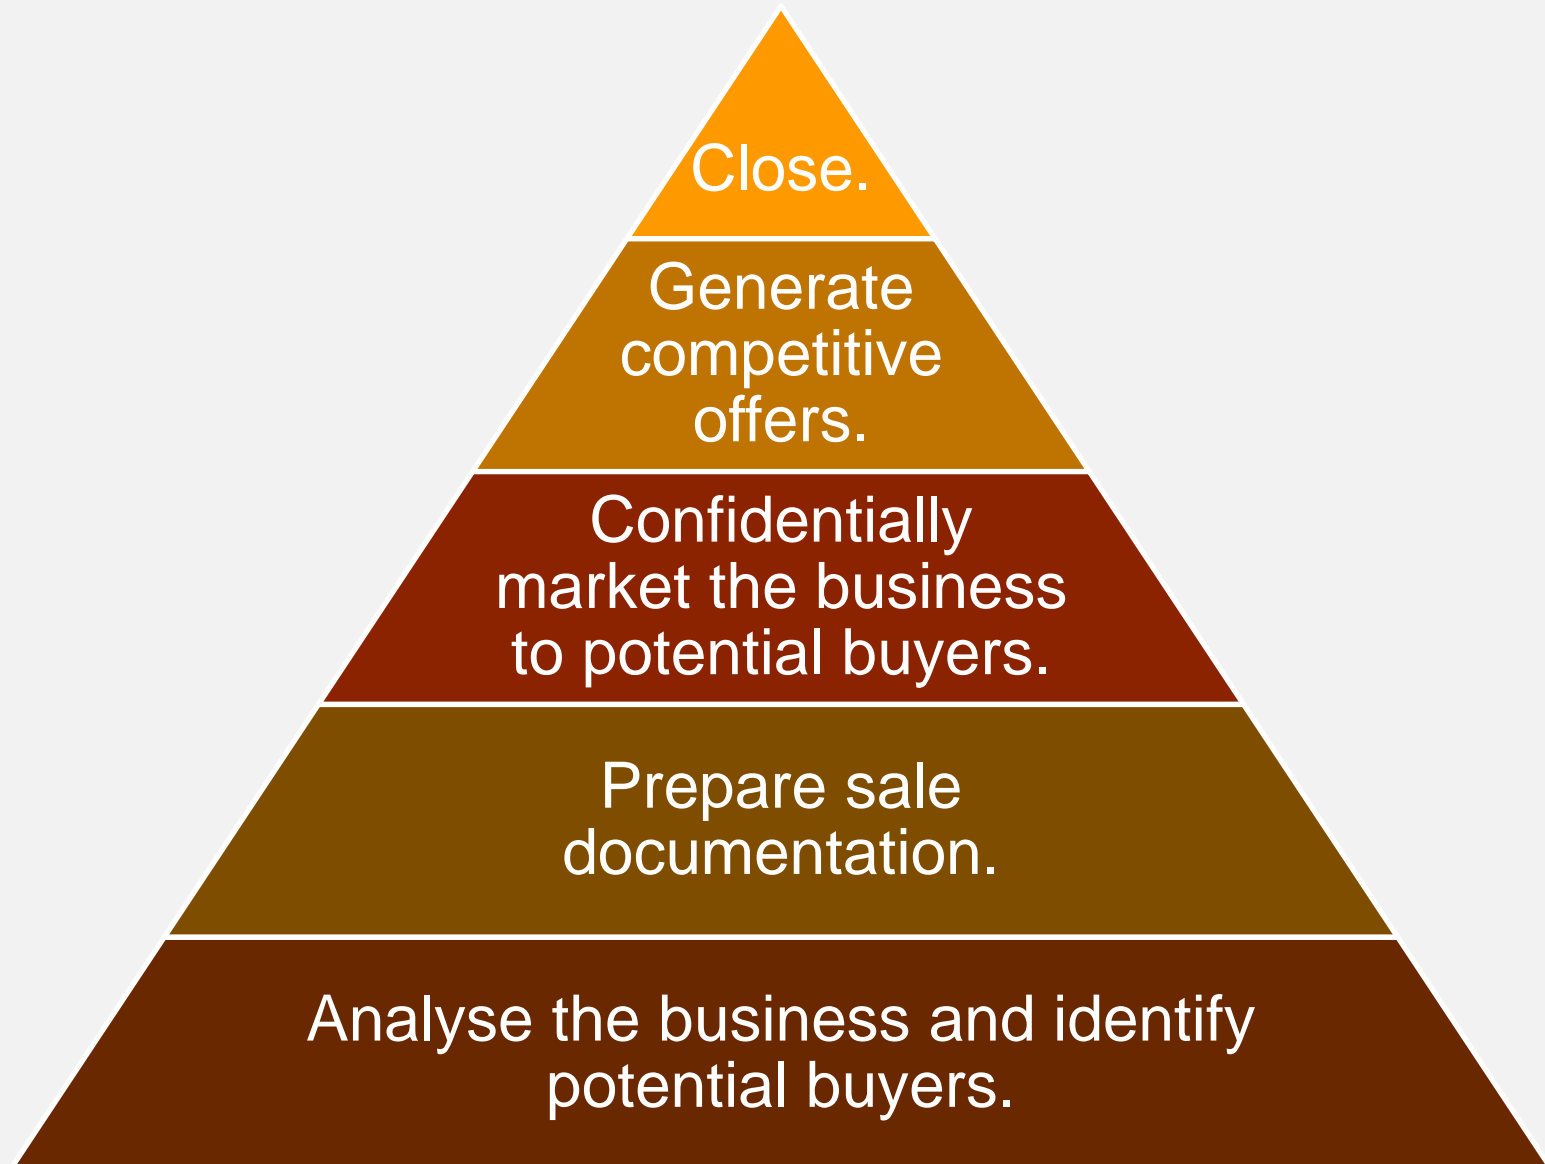 Close.
Generate
competitive
offers.
Confidentially
market the business
to potential buyers.
Prepare sale
documentation.
Analyse the business and identify
potential buyers.